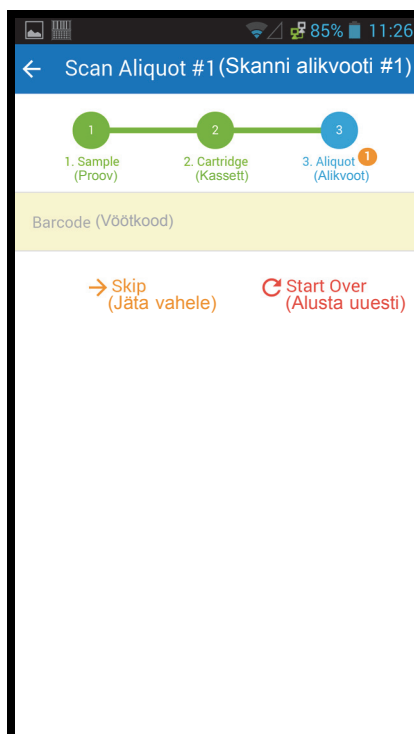 85% 11:26
Scan Aliquot #1(Skanni alikvooti #1)
1 2 3
1. Sample 2. Cartridge 3. Aliquot 1
(Proov) (Kassett) (Alikvoot)
Barcode (Vöötkood)
Skip Start Over
(Jäta vahele) (Alusta uuesti)